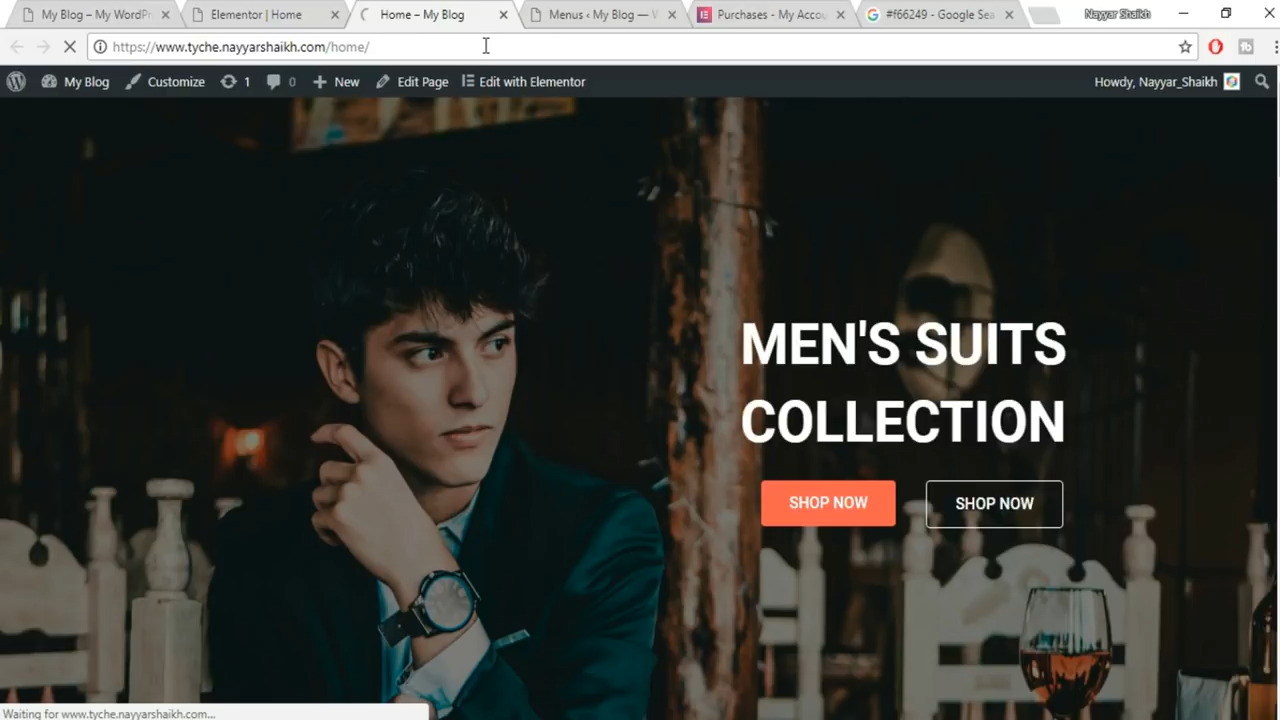 My Blog – My WordPr
Elementor | Home
Home – My Blog
Menus ‹ My Blog — W
Purchases - My Accou
#f66249 - Google Sea
Nayyar Shaikh
https://www.tyche.nayyarshaikh.com/home/
My Blog
Customize
1
0
New
Edit Page
Edit with Elementor
Howdy, Nayyar_Shaikh
MEN'S SUITS
COLLECTION
SHOP NOW
SHOP NOW
Waiting for www.tyche.nayyarshaikh.com...